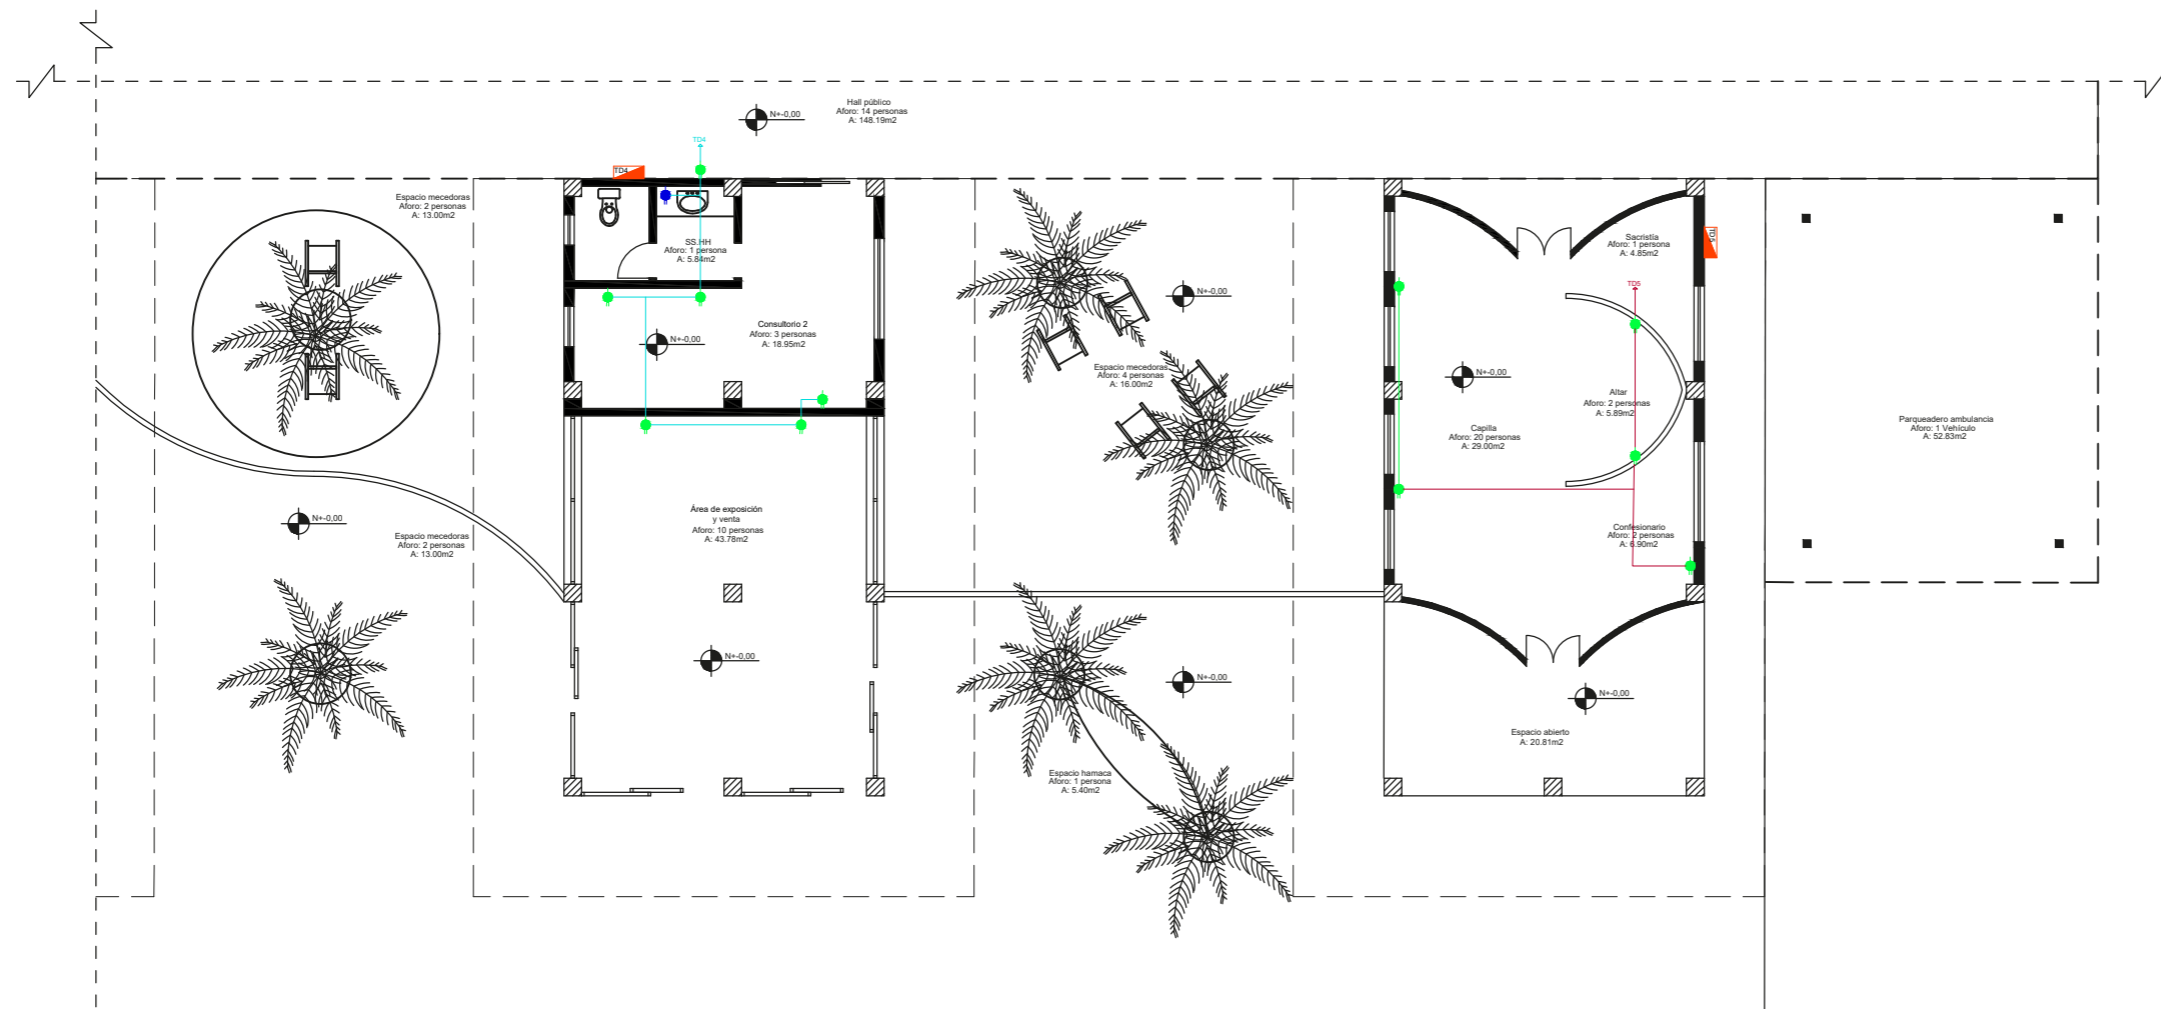 Hall público
Aforo: 14 personas
A: 148.19m2
N+-0,00
TD4
TD4
Espacio mecedoras
Aforo: 2 personas
A: 13.00m2
SS.HH
Aforo: 1 persona
A: 5.84m2
Consultorio 2
Aforo: 3 personas
A: 18.95m2
N+-0,00
N+-0,00
Espacio mecedoras
Aforo: 4 personas
A: 16.00m2
Sacristía
Aforo: 1 persona
A: 4.85m2
TD5
TD5
N+-0,00
Altar
Aforo: 2 personas
A: 5.89m2
Capilla
Aforo: 20 personas
A: 29.00m2
Parqueadero ambulancia
Aforo: 1 Vehículo
A: 52.83m2
N+-0,00
Espacio mecedoras
Aforo: 2 personas
A: 13.00m2
Área de exposición
y venta
Aforo: 10 personas
A: 43.78m2
Confesionario
Aforo: 2 personas
A: 6.90m2
N+-0,00
N+-0,00
N+-0,00
Espacio abierto
A: 20.81m2
Espacio hamaca
Aforo: 1 persona
A: 5.40m2